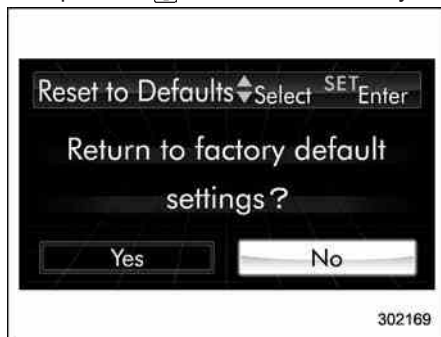 Reset to Defaults Select SET Enter
Return to factory default
settings?
Yes No
302169